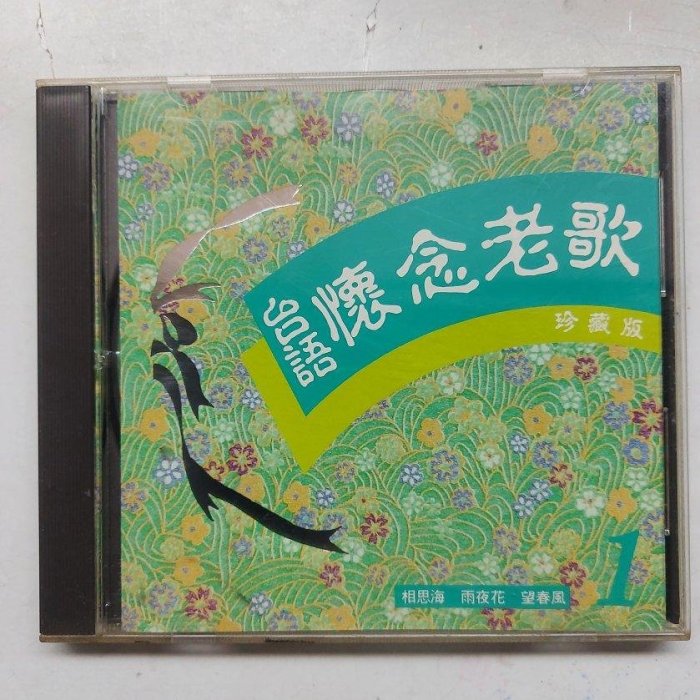 台語懷念老歌
珍藏版
相思海 雨夜花 望春風
1